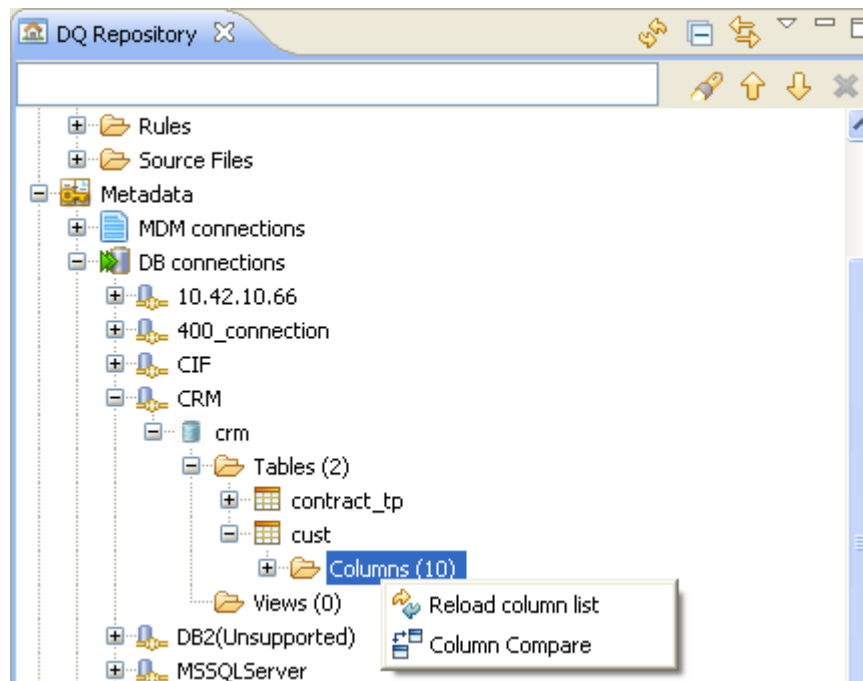 DQ Repository
Rules
Source Files
Metadata
MDM connections
DB connections
10.42.10.66
400_connection
CIF
CRM
crm
Tables (2)
contract_tp
cust
Columns (10)
Views (0)
Reload column list
DB2(Unsupported)
Column Compare
MSSQLServer